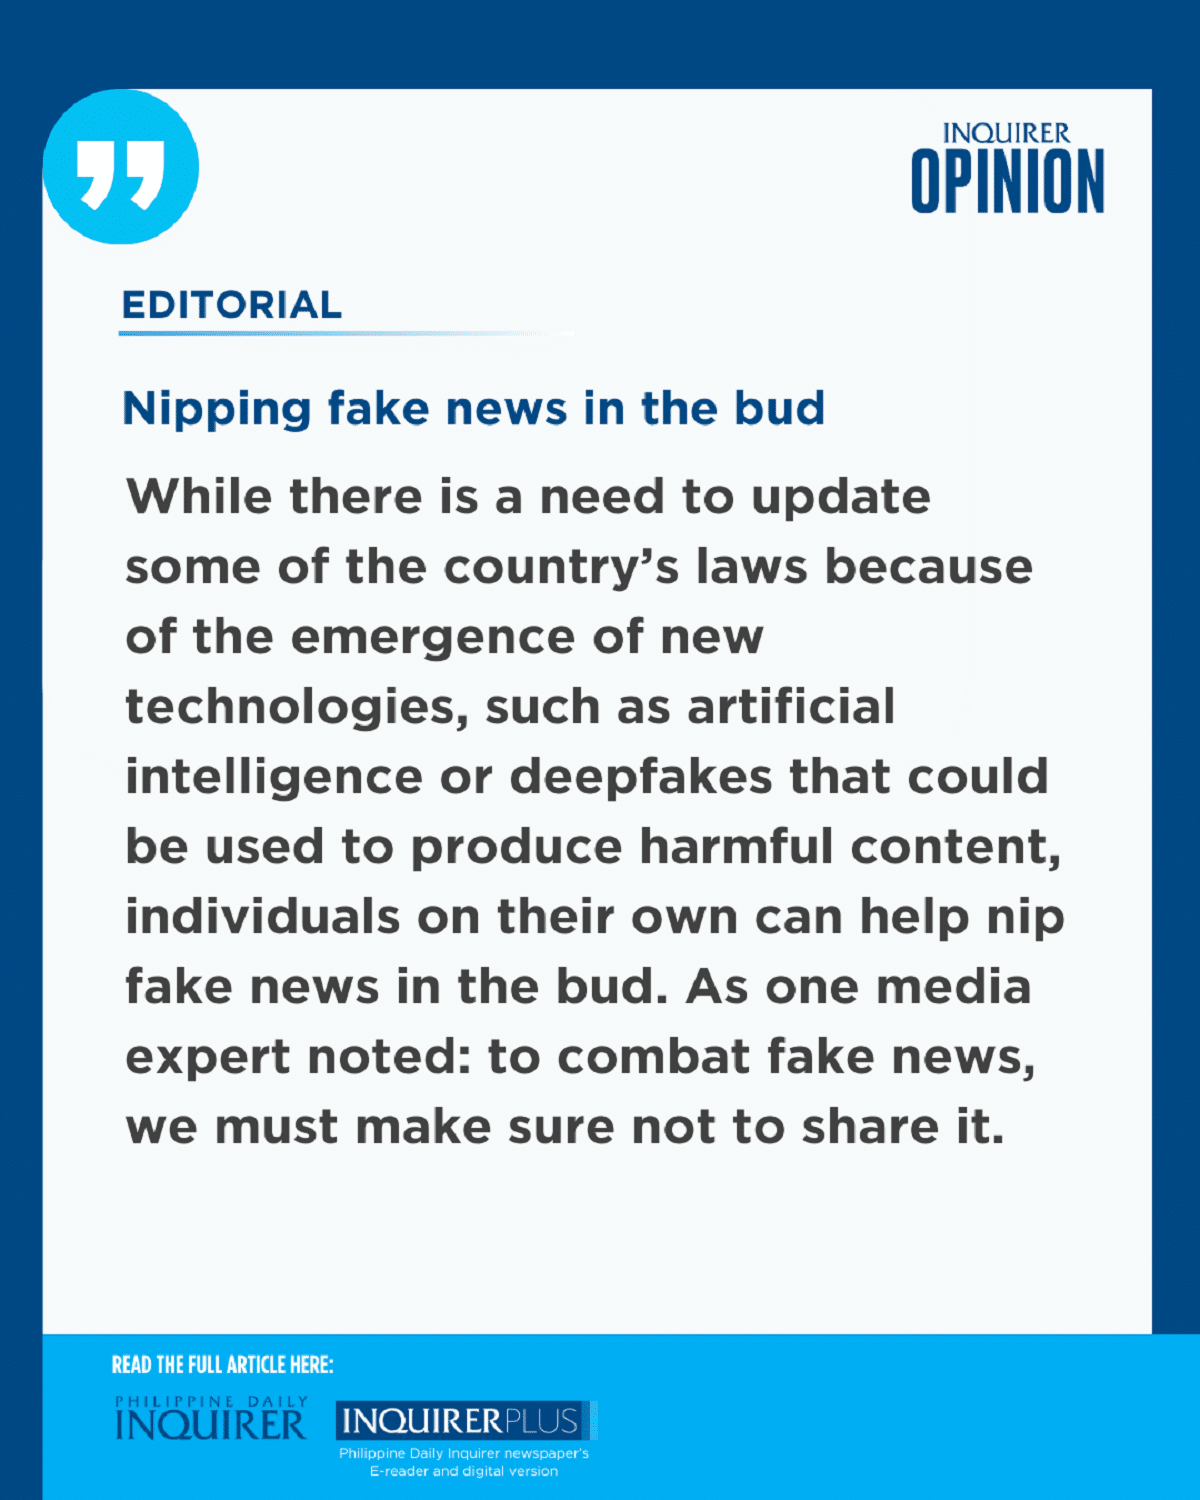 ”
INQUIRER
OPINION
EDITORIAL
Nipping fake news in the bud
While there is a need to update
some of the country’s laws because
of the emergence of new
technologies, such as artificial
intelligence or deepfakes that could
be used to produce harmful content,
individuals on their own can help nip
fake news in the bud. As one media
expert noted: to combat fake news,
we must make sure not to share it.
READ THE FULL ARTICLE HERE:
PHILIPPINE DAILY
INQUIRER
INQUIRERPLUS
Philippine Daily Inquirer newspaper’s
E-reader and digital version